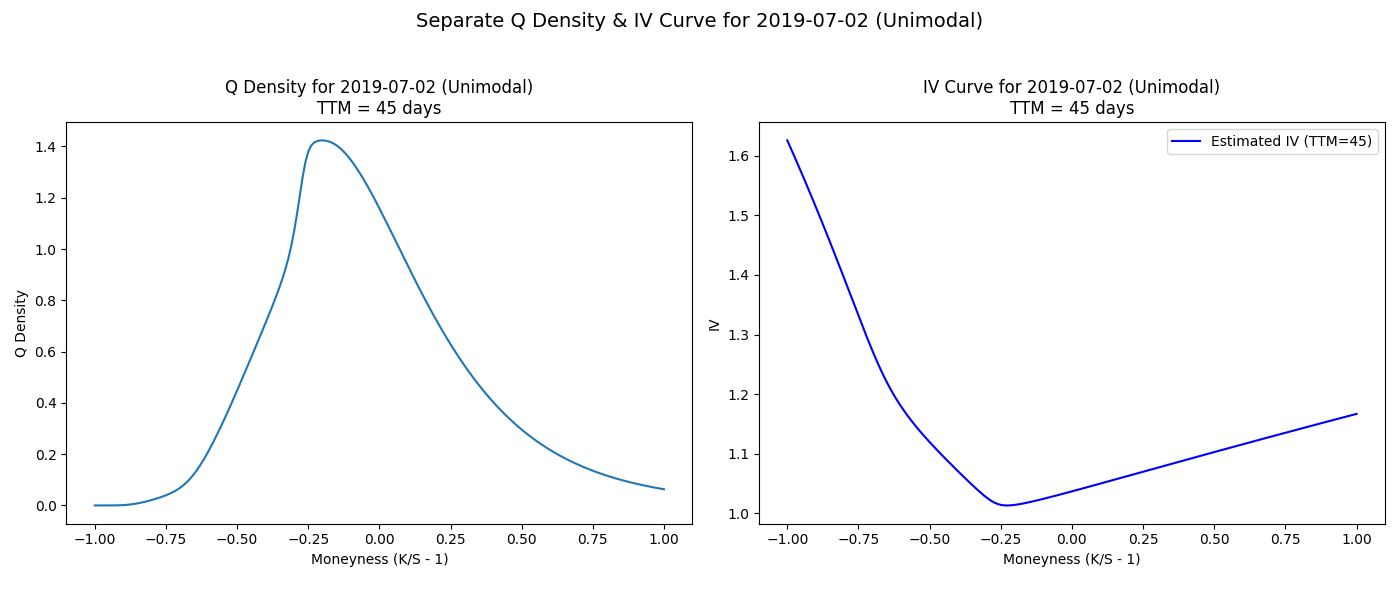 Separate Q Density & IV Curve for 2019-07-02 (Unimodal)
Q Density for 2019-07-02 (Unimodal)
TTM = 45 days
Q Density
1.4
1.2
1.0
0.8
0.6
0.4
0.2
0.0
−1.00 −0.75 −0.50 −0.25 0.00 0.25 0.50 0.75 1.00
Moneyness (K/S - 1)
IV Curve for 2019-07-02 (Unimodal)
TTM = 45 days
Estimated IV (TTM=45)
IV
1.6
1.5
1.4
1.3
1.2
1.1
1.0
−1.00 −0.75 −0.50 −0.25 0.00 0.25 0.50 0.75 1.00
Moneyness (K/S - 1)